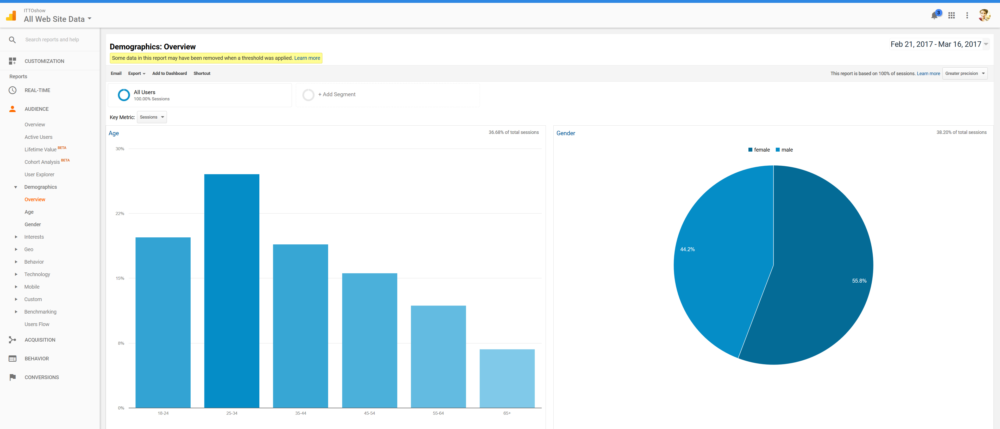 ITTOshow
All Web Site Data
3
Search reports and help
CUSTOMIZATION
Reports
REAL-TIME
AUDIENCE
Overview
Active Users
Lifetime Value BETA
Cohort Analysis BETA
User Explorer
Demographics
Overview
Age
Gender
Interests
Geo
Behavior
Technology
Mobile
Custom
Benchmarking
Users Flow
ACQUISITION
BEHAVIOR
CONVERSIONS
Demographics: Overview
Feb 21, 2017 - Mar 16, 2017
Some data in this report may have been removed when a threshold was applied. Learn more
Email Export Add to Dashboard Shortcut
This report is based on 100% of sessions. Learn more Greater precision
All Users
100.00% Sessions
+ Add Segment
Key Metric: Sessions
Age
36.68% of total sessions
30%
22%
15%
8%
0%
18-24 25-34 35-44 45-54 55-64 65+
Gender
38.20% of total sessions
female male
44.2%
55.8%